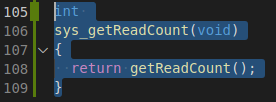 105 int
106 sys_getReadCount(void)
107 {
108 return getReadCount();
109 }